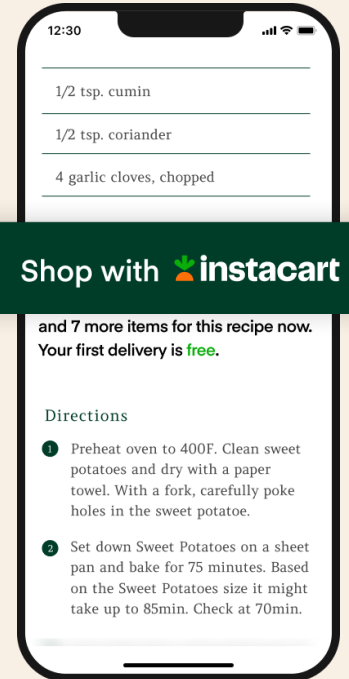 12:30
1/2 tsp. cumin
1/2 tsp. coriander
4 garlic cloves, chopped
Shop with instacart
and 7 more items for this recipe now.
Your first delivery is free.
Directions
1 Preheat oven to 400F. Clean sweet
potatoes and dry with a paper
towel. With a fork, carefully poke
holes in the sweet potatoe.
2 Set down Sweet Potatoes on a sheet
pan and bake for 75 minutes. Based
on the Sweet Potatoes size it might
take up to 85min. Check at 70min.